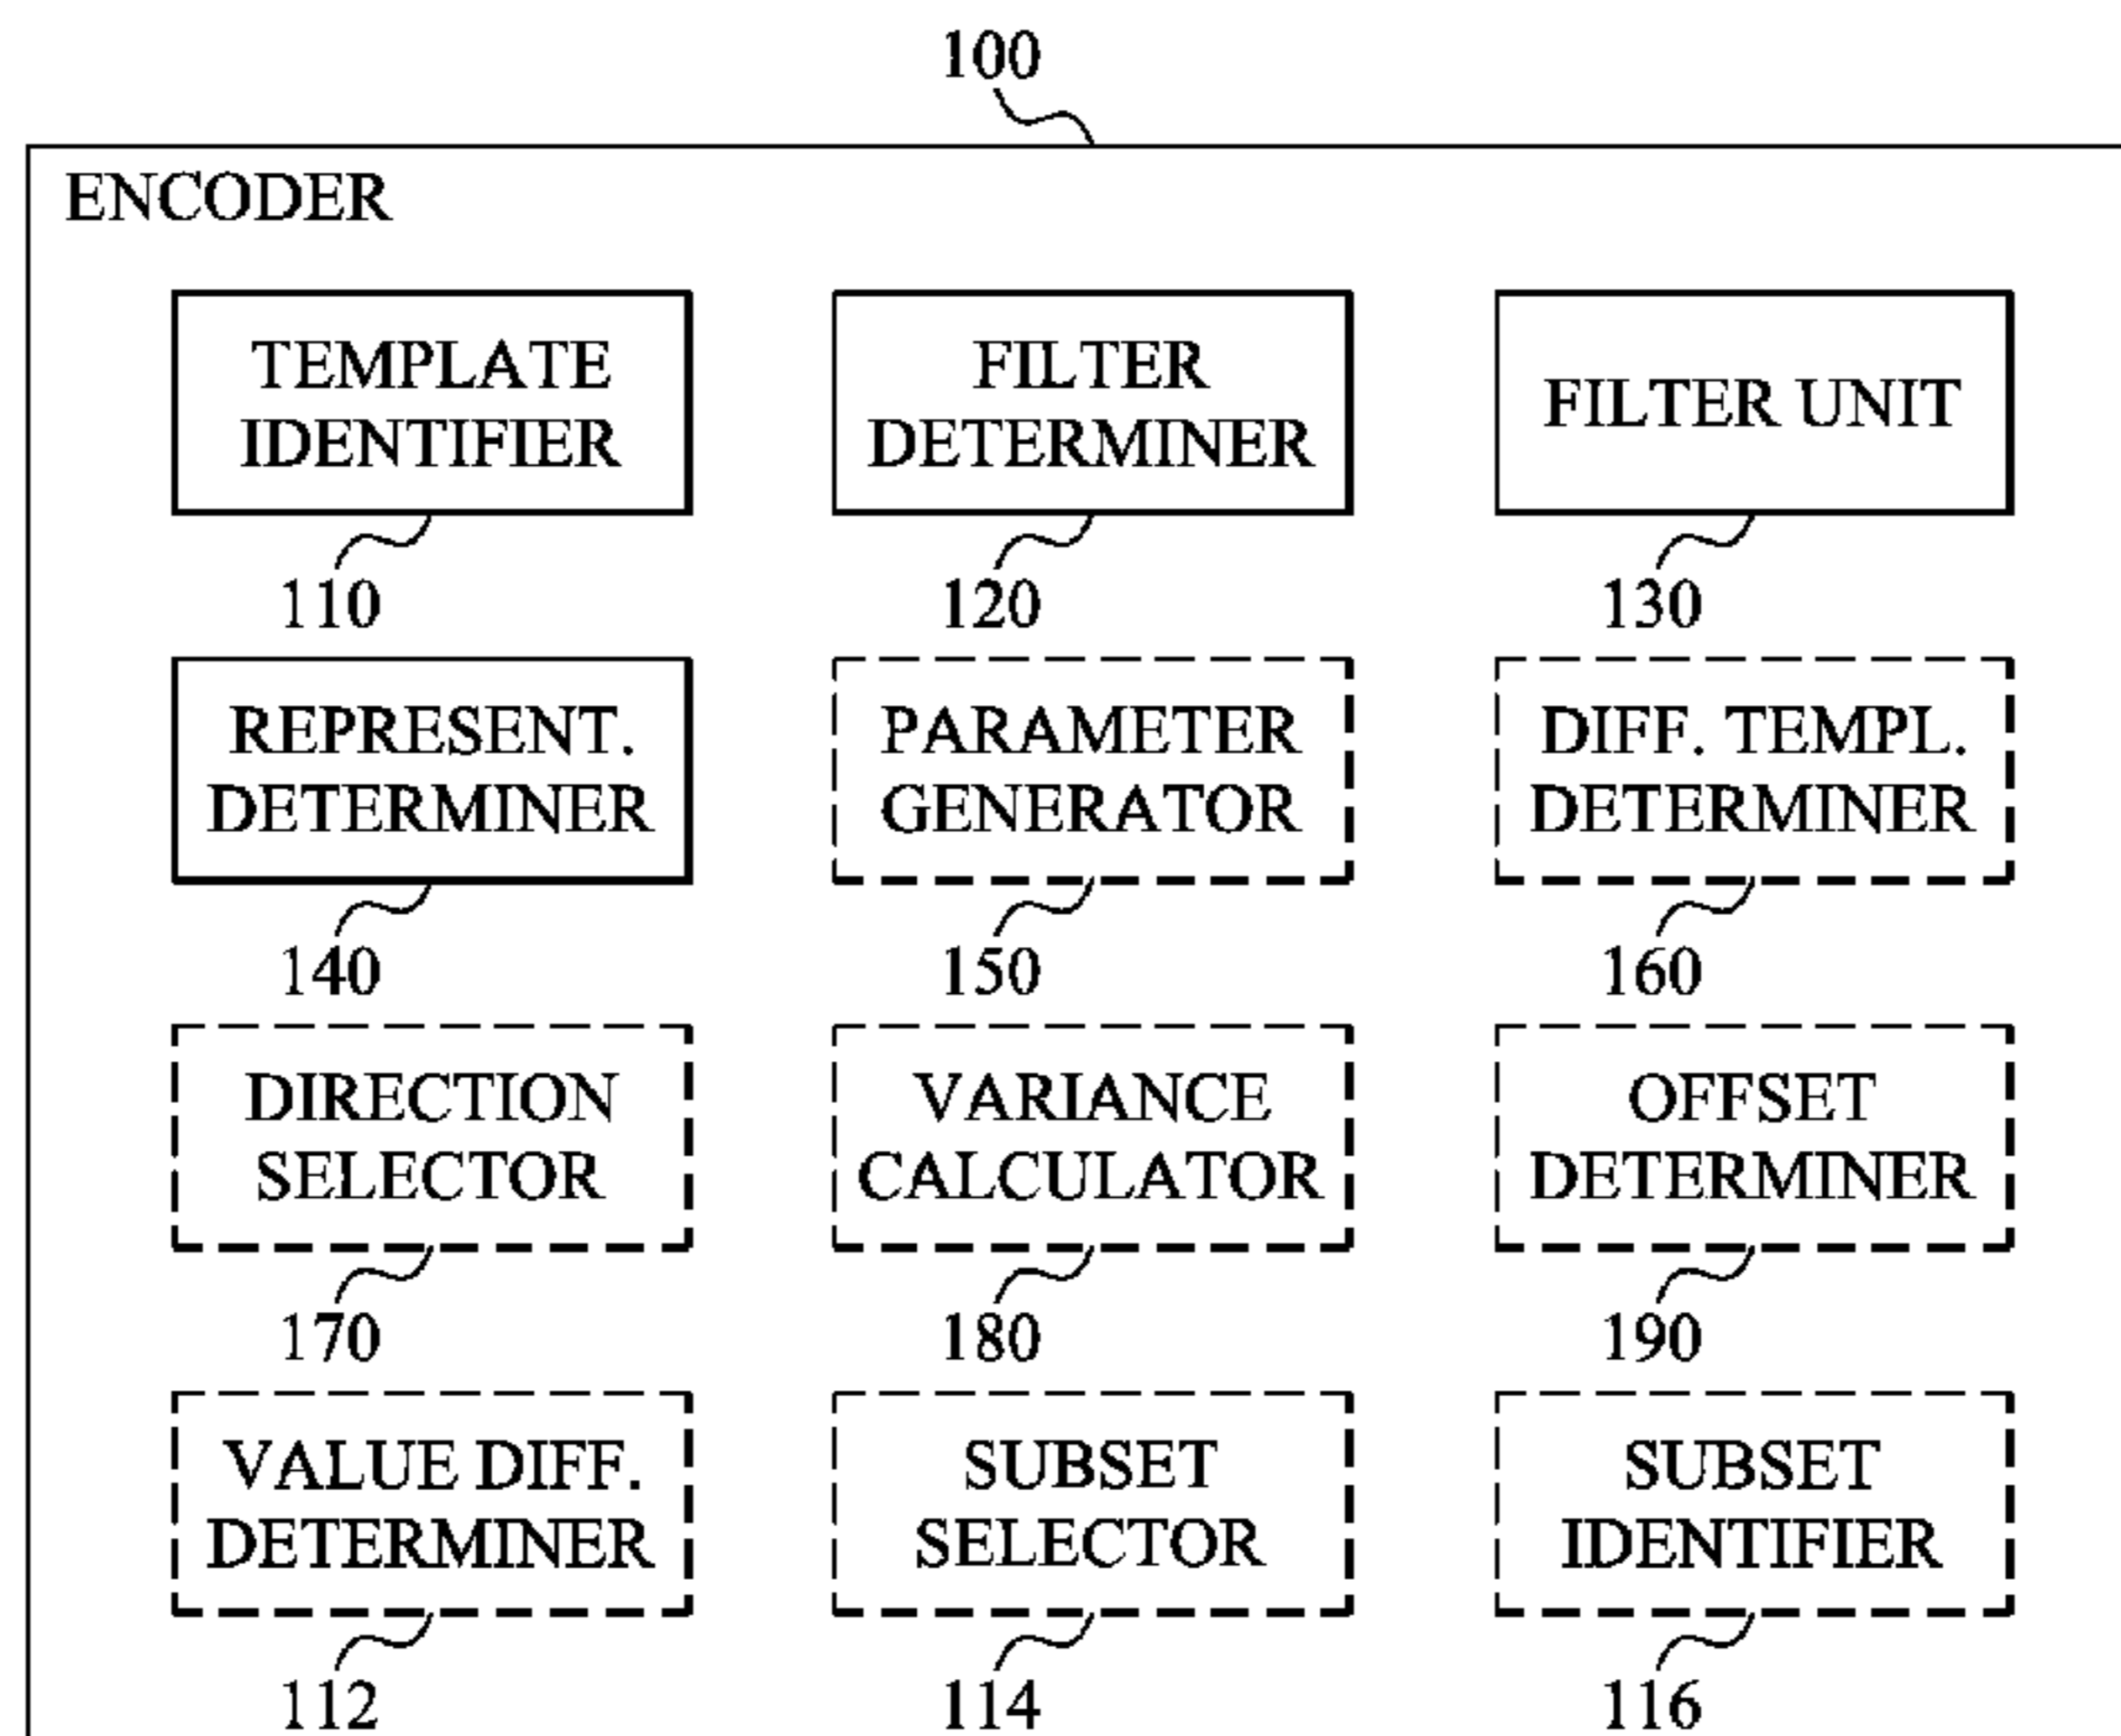 100
ENCODER
TEMPLATE
IDENTIFIER
110
FILTER
DETERMINER
120
FILTER UNIT
130
REPRESENT.
DETERMINER
140
PARAMETER
GENERATOR
150
DIFF. TEMPL.
DETERMINER
160
DIRECTION
SELECTOR
170
VARIANCE
CALCULATOR
180
OFFSET
DETERMINER
190
VALUE DIFF.
DETERMINER
112
SUBSET
SELECTOR
114
SUBSET
IDENTIFIER
116